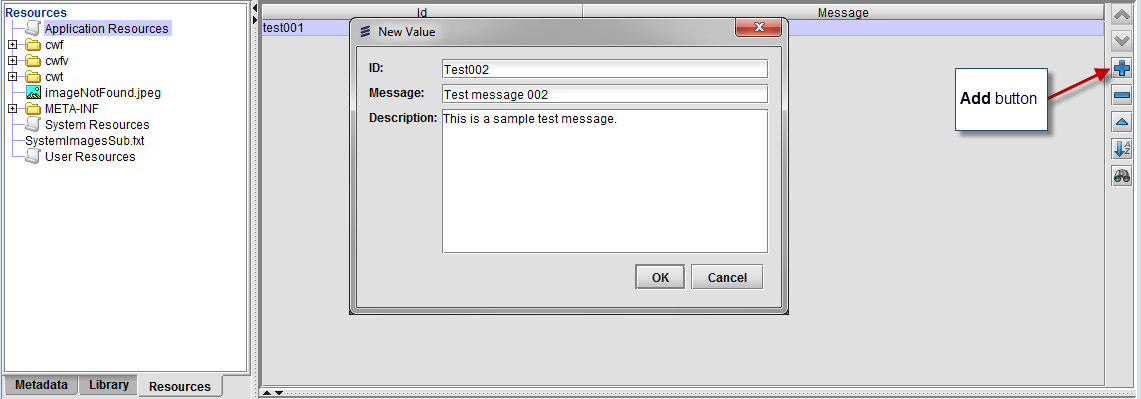 Resources
Application Resources
cwf
cwfv
cwt
imageNotFound.jpeg
META-INF
System Resources
SystemImagesSub.txt
User Resources
Metadata Library Resources
Id Message
test001
New Value
ID: Test002
Message: Test message 002
Description: This is a sample test message.
OK Cancel
Add button
A
Z